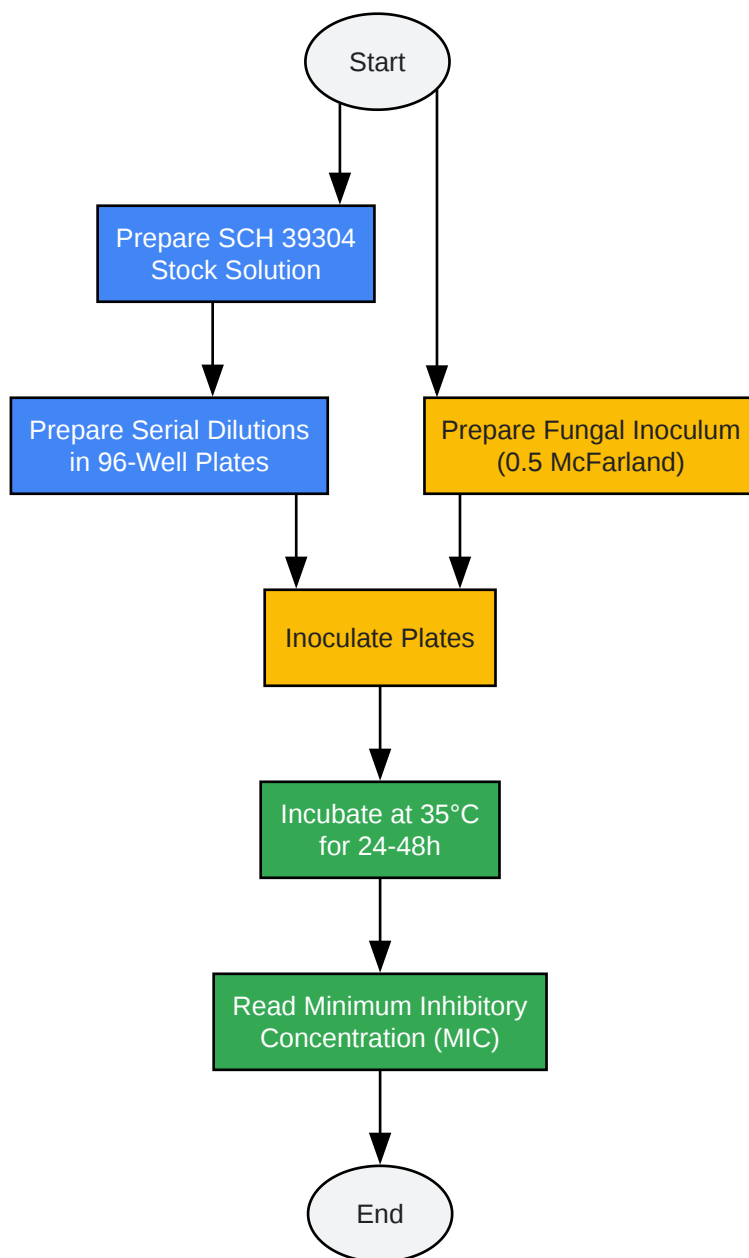 Start
Prepare SCH 39304
Stock Solution
Prepare Serial Dilutions
in 96-Well Plates
Prepare Fungal Inoculum
(0.5 McFarland)
Inoculate Plates
Incubate at 35°C
for 24-48h
Read Minimum Inhibitory
Concentration (MIC)
End